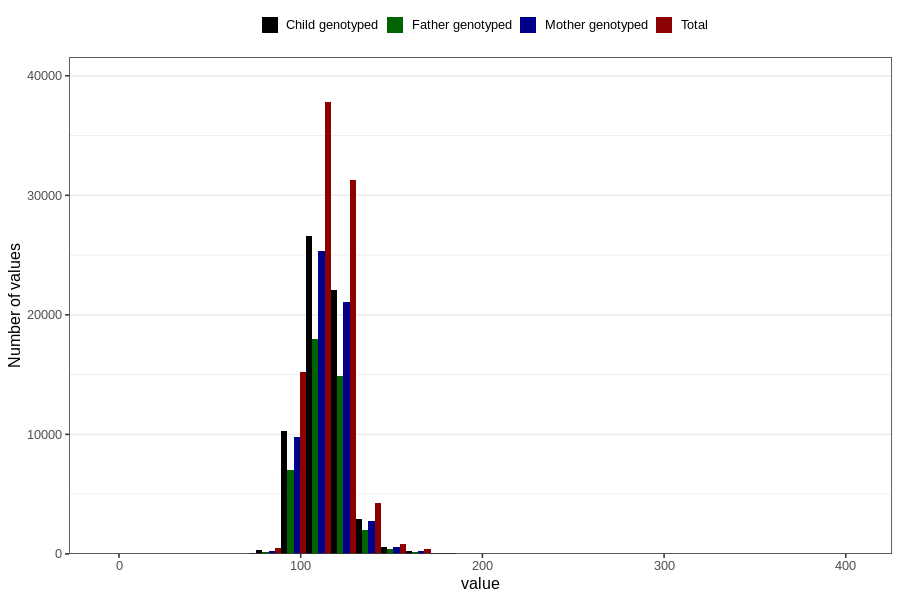 Child genotyped Father genotyped Mother genotyped Total
40000
30000
20000
10000
0
Number of values
0 100 200 300 400
value